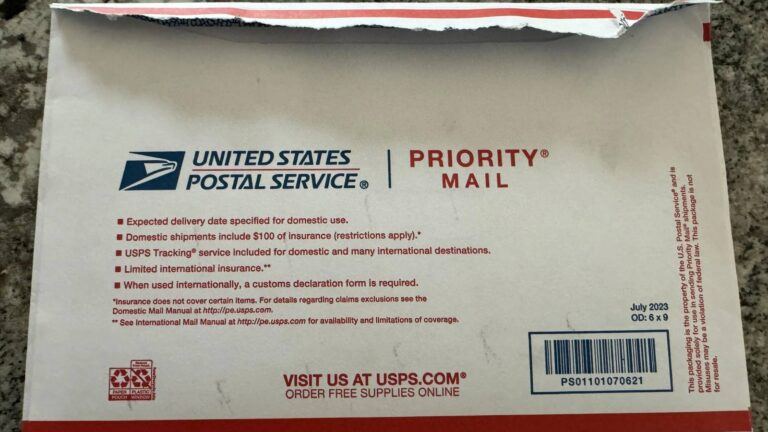 UNITED STATES
POSTAL SERVICE®
PRIORITY®
MAIL
■ Expected delivery date specified for domestic use.
■ Domestic shipments include $100 of insurance (restrictions apply).*
■ USPS Tracking® service included for domestic and many international destinations.
■ Limited international insurance.**
■ When used internationally, a customs declaration form is required.
*Insurance does not cover certain items. For details regarding claims exclusions see the
Domestic Mail Manual at http://pe.usps.com.
** See International Mail Manual at http://pe.usps.com for availability and limitations of coverage.
July 2023
OD: 6 x 9
PS01101070621
PAPER
POUCH
PLASTIC
WINDOW
VISIT US AT USPS.COM®
ORDER FREE SUPPLIES ONLINE
This packaging is the property of the U.S. Postal Service® and is
provided solely for use in sending Priority Mail® shipments.
Misuses may be a violation of federal law. This package is not
for resale.